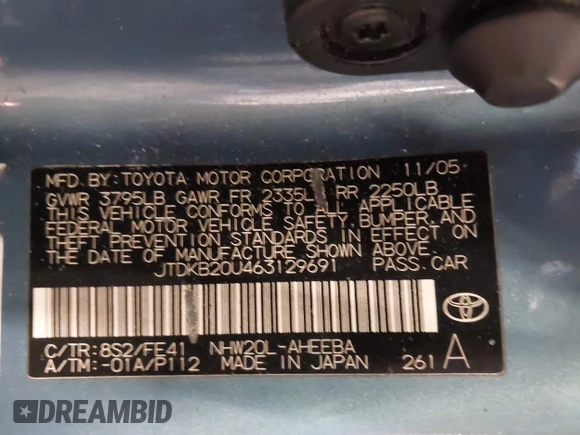 MFD. BY: TOYOTA MOTOR CORPORATION 11/05
GVWR 3795LB GAWR FR 2335L RR 2250LB
THIS VEHICLE CONFORMS TO ALL APPLICABLE
FEDERAL MOTOR VEHICLE SAFETY AND
THEFT PREVENTION STANDARDS IN EFFECT ON
THE DATE OF MANUFACTURE SHOWN ABOVE.
JTDKB20U463129691 PASS. CAR
C/TR: 8S2/FE41 NHW20L-AHEEBA
A/TM: -01A/P112 MADE IN JAPAN 261 A
DREAMBID